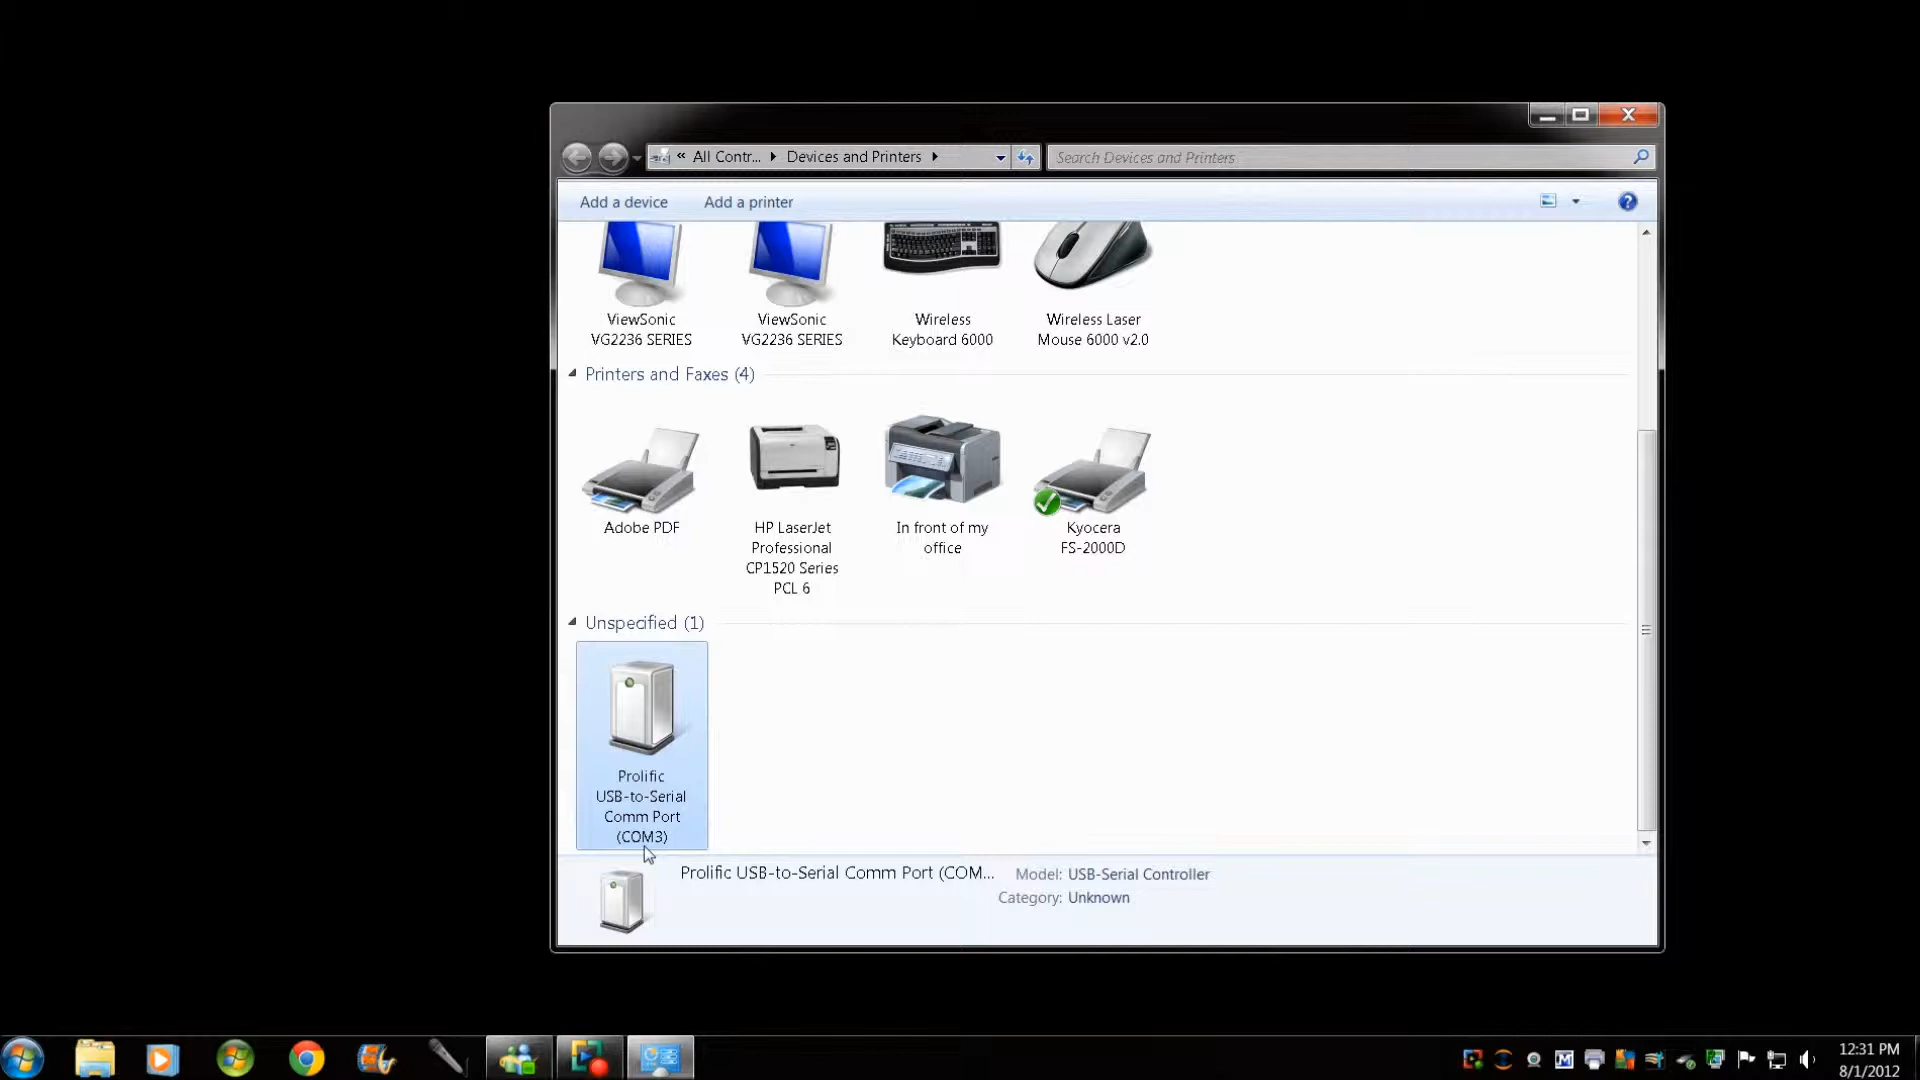 « All Contr... Devices and Printers
Search Devices and Printers
Add a device Add a printer
ViewSonic
VG2236 SERIES
ViewSonic
VG2236 SERIES
Wireless
Keyboard 6000
Wireless Laser
Mouse 6000 v2.0
Printers and Faxes (4)
Adobe PDF
HP LaserJet
Professional
CP1520 Series
PCL 6
In front of my
office
Kyocera
FS-2000D
Unspecified (1)
Prolific
USB-to-Serial
Comm Port
(COM3)
Prolific USB-to-Serial Comm Port (COM... Model: USB-Serial Controller
Category: Unknown
12:31 PM
8/1/2012